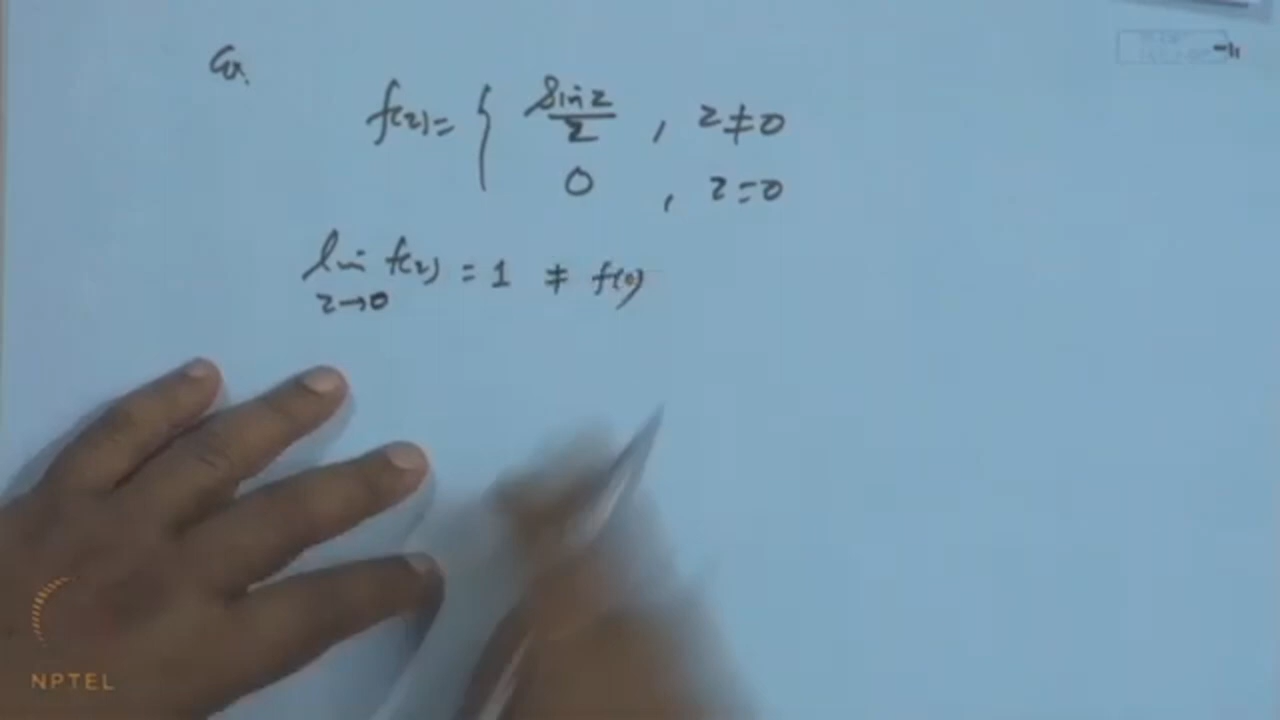 Ex.
f(z) = { sin z / z , z ≠ 0
0 , z = 0
lim f(z) = 1 ≠ f(0)
z→0
NPTEL